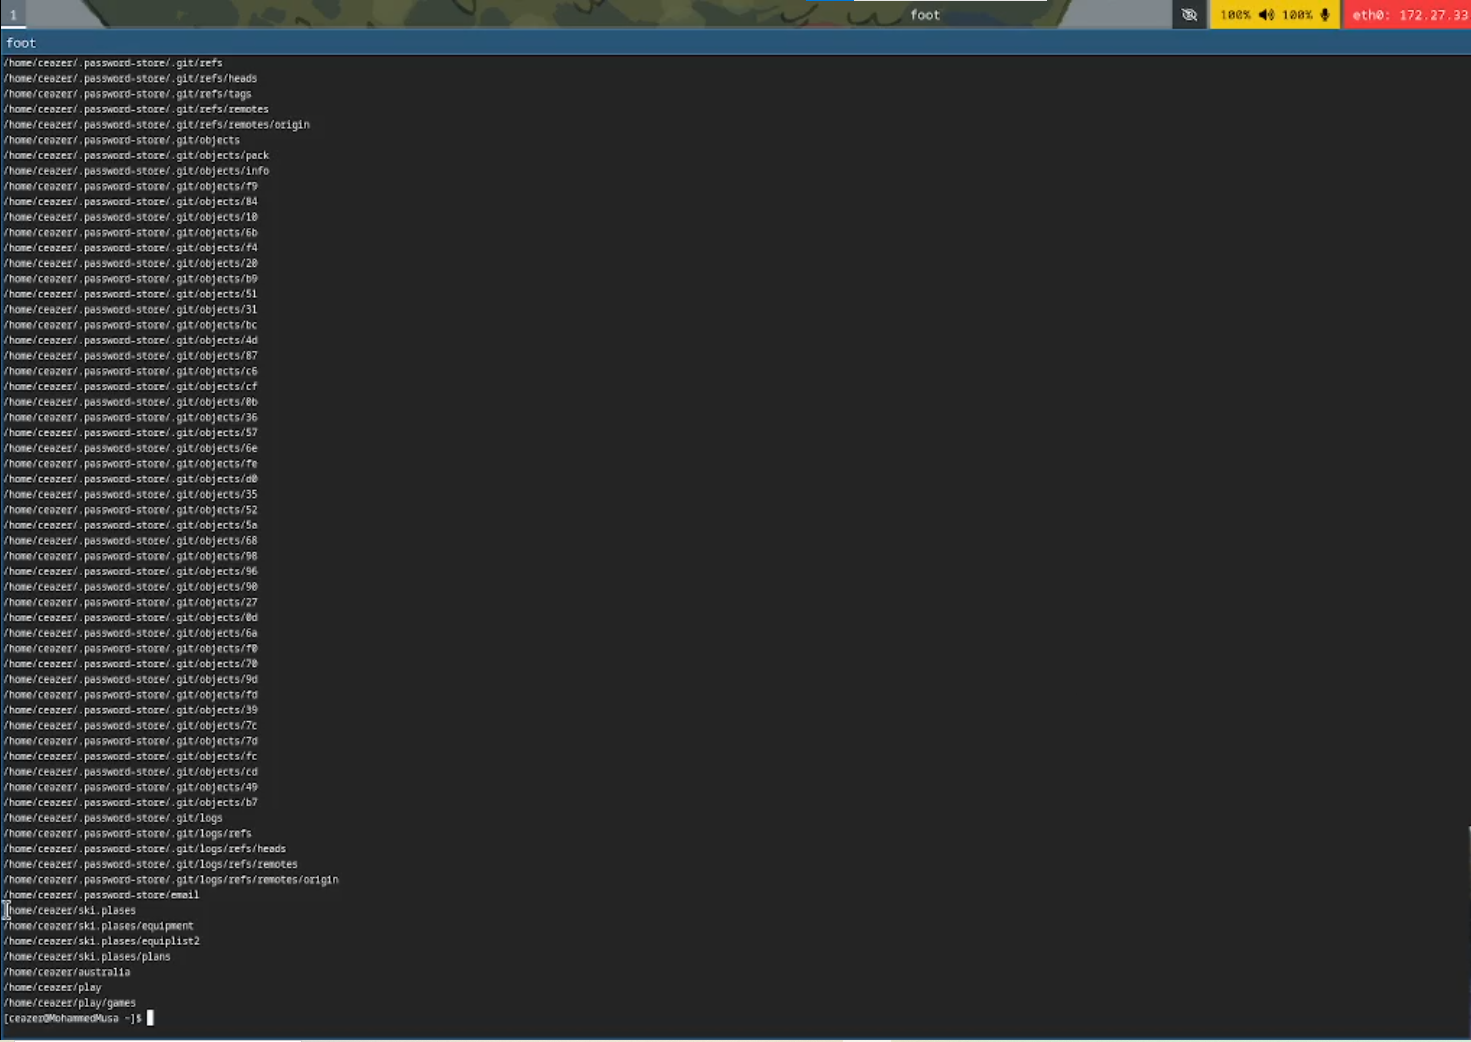 1
foot
100%
100%
eth0: 172.27.33
foot
/home/ceazer/.password-store/.git/refs
/home/ceazer/.password-store/.git/refs/heads
/home/ceazer/.password-store/.git/refs/tags
/home/ceazer/.password-store/.git/refs/remotes
/home/ceazer/.password-store/.git/refs/remotes/origin
/home/ceazer/.password-store/.git/objects
/home/ceazer/.password-store/.git/objects/pack
/home/ceazer/.password-store/.git/objects/info
/home/ceazer/.password-store/.git/objects/f9
/home/ceazer/.password-store/.git/objects/84
/home/ceazer/.password-store/.git/objects/10
/home/ceazer/.password-store/.git/objects/6b
/home/ceazer/.password-store/.git/objects/f4
/home/ceazer/.password-store/.git/objects/20
/home/ceazer/.password-store/.git/objects/b9
/home/ceazer/.password-store/.git/objects/51
/home/ceazer/.password-store/.git/objects/31
/home/ceazer/.password-store/.git/objects/bc
/home/ceazer/.password-store/.git/objects/4d
/home/ceazer/.password-store/.git/objects/87
/home/ceazer/.password-store/.git/objects/c6
/home/ceazer/.password-store/.git/objects/cf
/home/ceazer/.password-store/.git/objects/0b
/home/ceazer/.password-store/.git/objects/36
/home/ceazer/.password-store/.git/objects/57
/home/ceazer/.password-store/.git/objects/6e
/home/ceazer/.password-store/.git/objects/fe
/home/ceazer/.password-store/.git/objects/d0
/home/ceazer/.password-store/.git/objects/35
/home/ceazer/.password-store/.git/objects/52
/home/ceazer/.password-store/.git/objects/5a
/home/ceazer/.password-store/.git/objects/68
/home/ceazer/.password-store/.git/objects/98
/home/ceazer/.password-store/.git/objects/96
/home/ceazer/.password-store/.git/objects/90
/home/ceazer/.password-store/.git/objects/27
/home/ceazer/.password-store/.git/objects/0d
/home/ceazer/.password-store/.git/objects/6a
/home/ceazer/.password-store/.git/objects/f0
/home/ceazer/.password-store/.git/objects/70
/home/ceazer/.password-store/.git/objects/9d
/home/ceazer/.password-store/.git/objects/fd
/home/ceazer/.password-store/.git/objects/39
/home/ceazer/.password-store/.git/objects/7c
/home/ceazer/.password-store/.git/objects/7d
/home/ceazer/.password-store/.git/objects/fc
/home/ceazer/.password-store/.git/objects/cd
/home/ceazer/.password-store/.git/objects/49
/home/ceazer/.password-store/.git/objects/b7
/home/ceazer/.password-store/.git/logs
/home/ceazer/.password-store/.git/logs/refs
/home/ceazer/.password-store/.git/logs/refs/heads
/home/ceazer/.password-store/.git/logs/refs/remotes
/home/ceazer/.password-store/.git/logs/refs/remotes/origin
/home/ceazer/.password-store/email
/home/ceazer/ski.plases
/home/ceazer/ski.plases/equipment
/home/ceazer/ski.plases/equiplist2
/home/ceazer/ski.plases/plans
/home/ceazer/australia
/home/ceazer/play
/home/ceazer/play/games
[ceazer@MohammedMusa ~]$